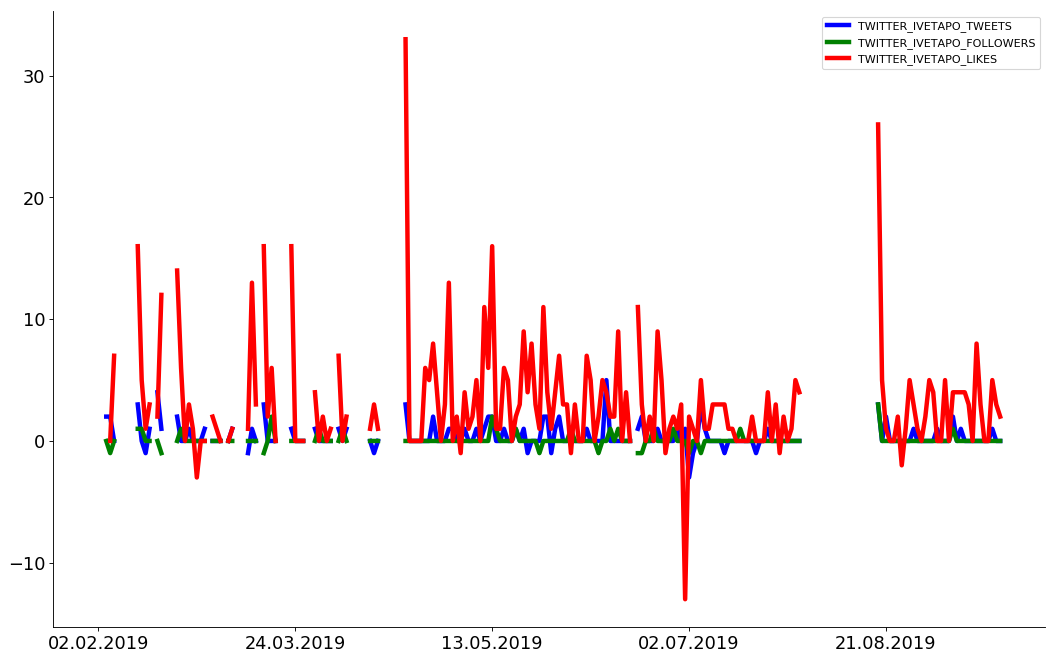 TWITTER_IVETAPO_TWEETS
TWITTER_IVETAPO_FOLLOWERS
TWITTER_IVETAPO_LIKES
30
20
10
0
−10
02.02.2019 24.03.2019 13.05.2019 02.07.2019 21.08.2019